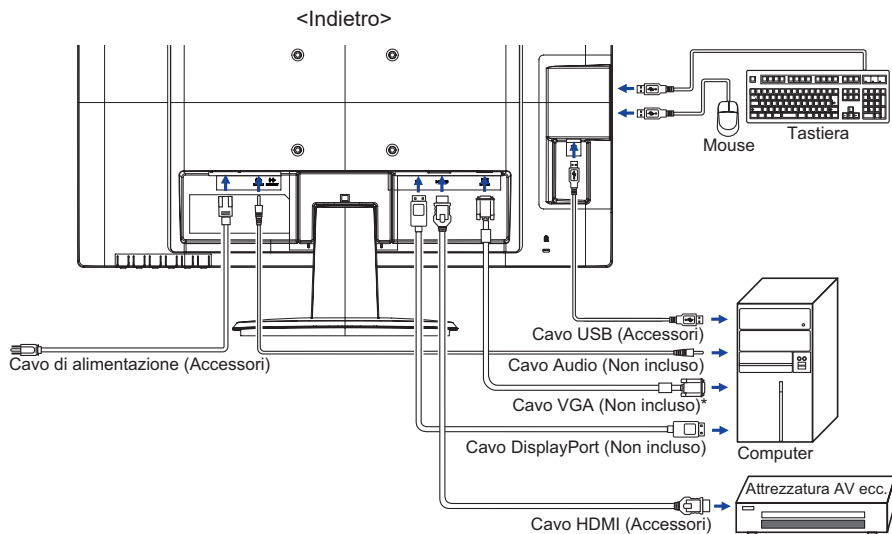 <Indietro>
Mouse
Tastiera
Cavo USB (Accessori)
Cavo di alimentazione (Accessori)
Cavo Audio (Non incluso)
Cavo VGA (Non incluso)*
Cavo DisplayPort (Non incluso)
Computer
Attrezzatura AV ecc.
Cavo HDMI (Accessori)